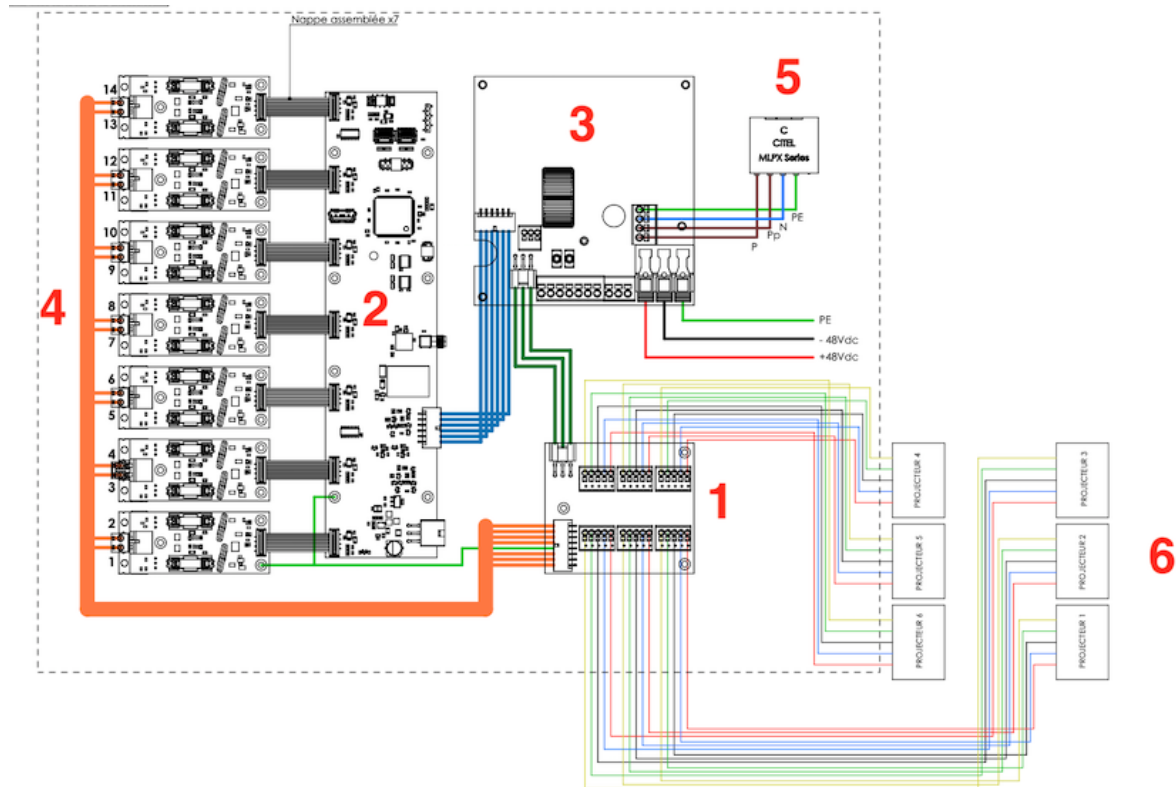 Nappe assemblée x7
14
13
12
11
10
9
8
7
6
5
4
3
2
1
4
2
3
5
C
CITEL
MLPX Series
PE
N
Pp
P
PE
- 48Vdc
+48Vdc
1
PROJECTEUR 4
PROJECTEUR 3
PROJECTEUR 5
PROJECTEUR 2
PROJECTEUR 6
PROJECTEUR 1
6